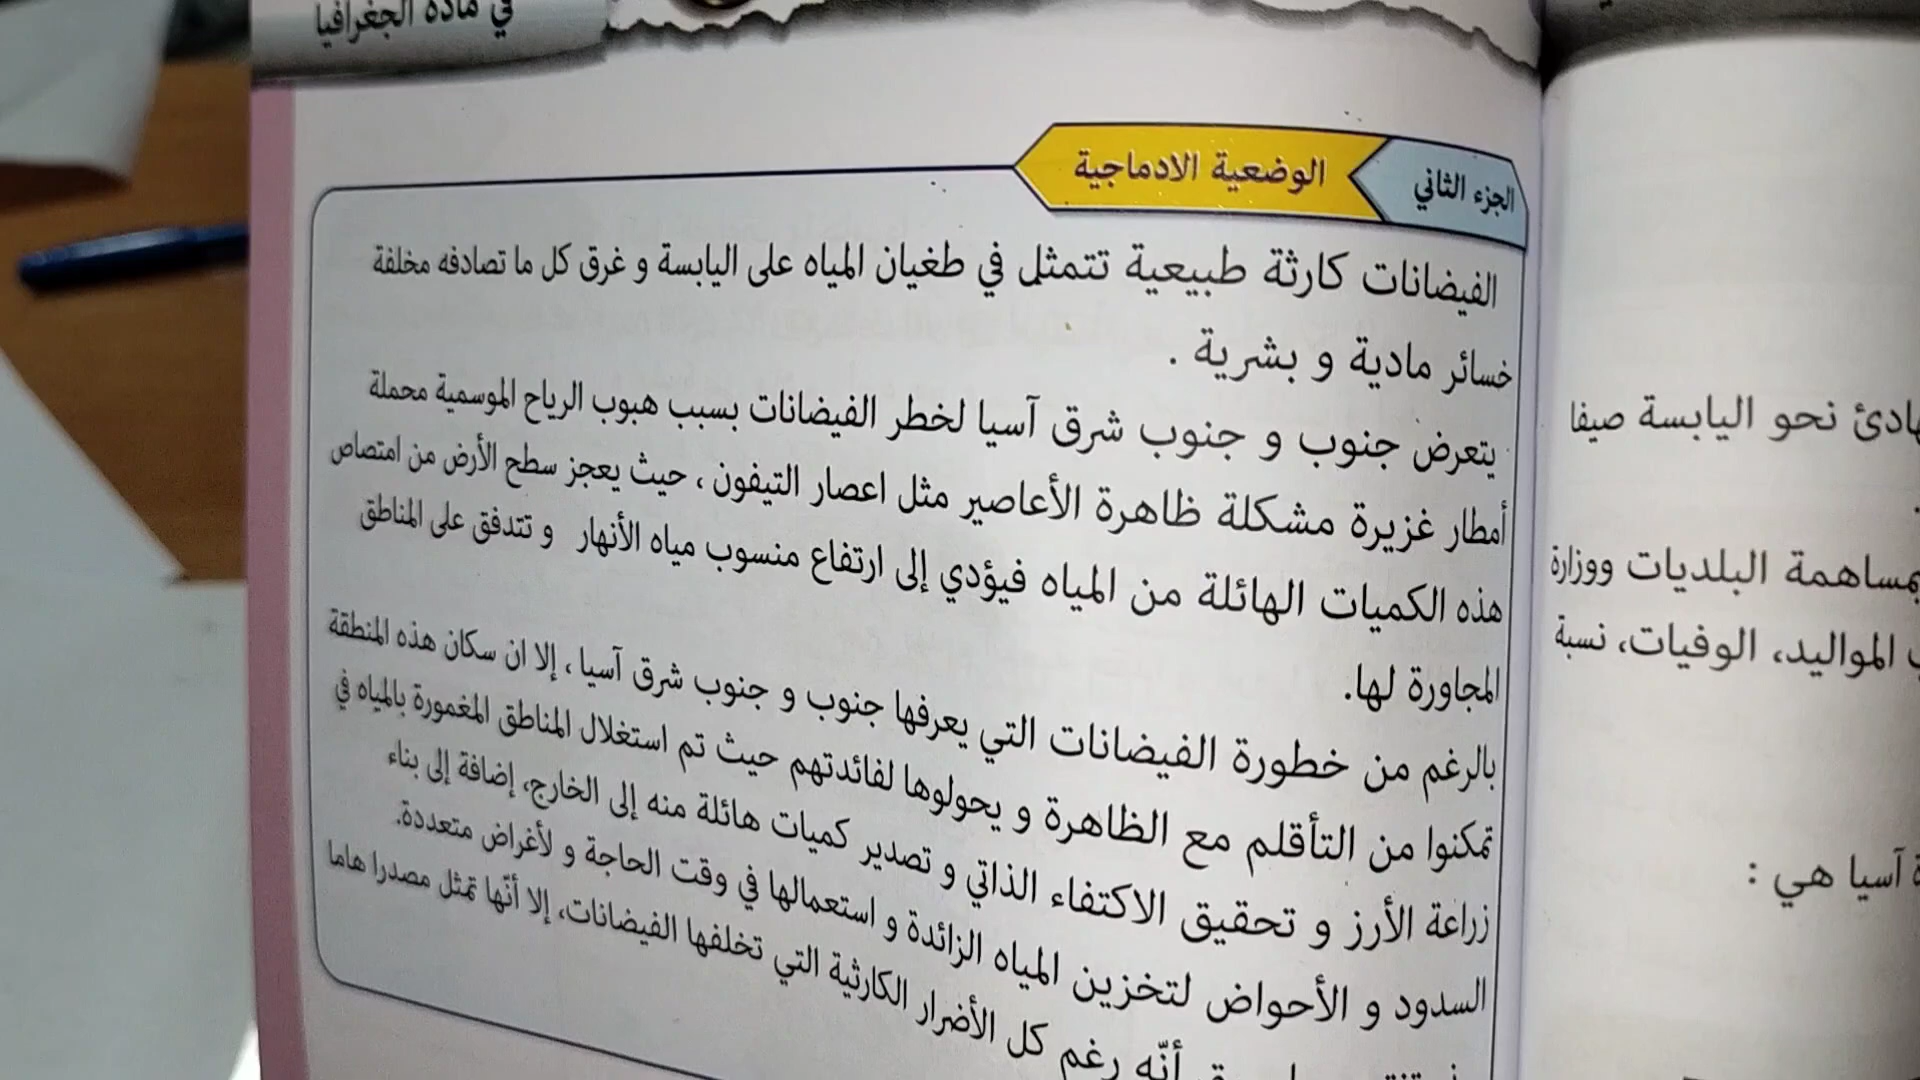 في مادة الجغرافيا
الجزء الثاني
الوضعية الادماجية
الفيضانات كارثة طبيعية تتمثل في طغيان المياه على اليابسة و غرق كل ما تصادفه مخلفة
خسائر مادية و بشرية .
يتعرض جنوب و جنوب شرق آسيا لخطر الفيضانات بسبب هبوب الرياح الموسمية محملة
أمطار غزيرة مشكلة ظاهرة الأعاصير مثل اعصار التيفون ، حيث يعجز سطح الأرض من امتصاص
هذه الكميات الهائلة من المياه فيؤدي إلى ارتفاع منسوب مياه الأنهار و تتدفق على المناطق
المجاورة لها.
بالرغم من خطورة الفيضانات التي يعرفها جنوب و جنوب شرق آسيا ، إلا ان سكان هذه المنطقة
تمكنوا من التأقلم مع الظاهرة و يحولوها لفائدتهم حيث تم استغلال المناطق المغمورة بالمياه في
زراعة الأرز و تحقيق الاكتفاء الذاتي و تصدير كميات هائلة منه إلى الخارج، إضافة إلى بناء
السدود و الأحواض لتخزين المياه الزائدة و استعمالها في وقت الحاجة و لأغراض متعددة.
أنّه رغم كل الأضرار الكارثية التي تخلفها الفيضانات، إلا أنّها تمثل مصدرا هاما
نحو اليابسة صيفا
بمساهمة البلديات ووزارة
المواليد، الوفيات، نسبة
آسيا هي :